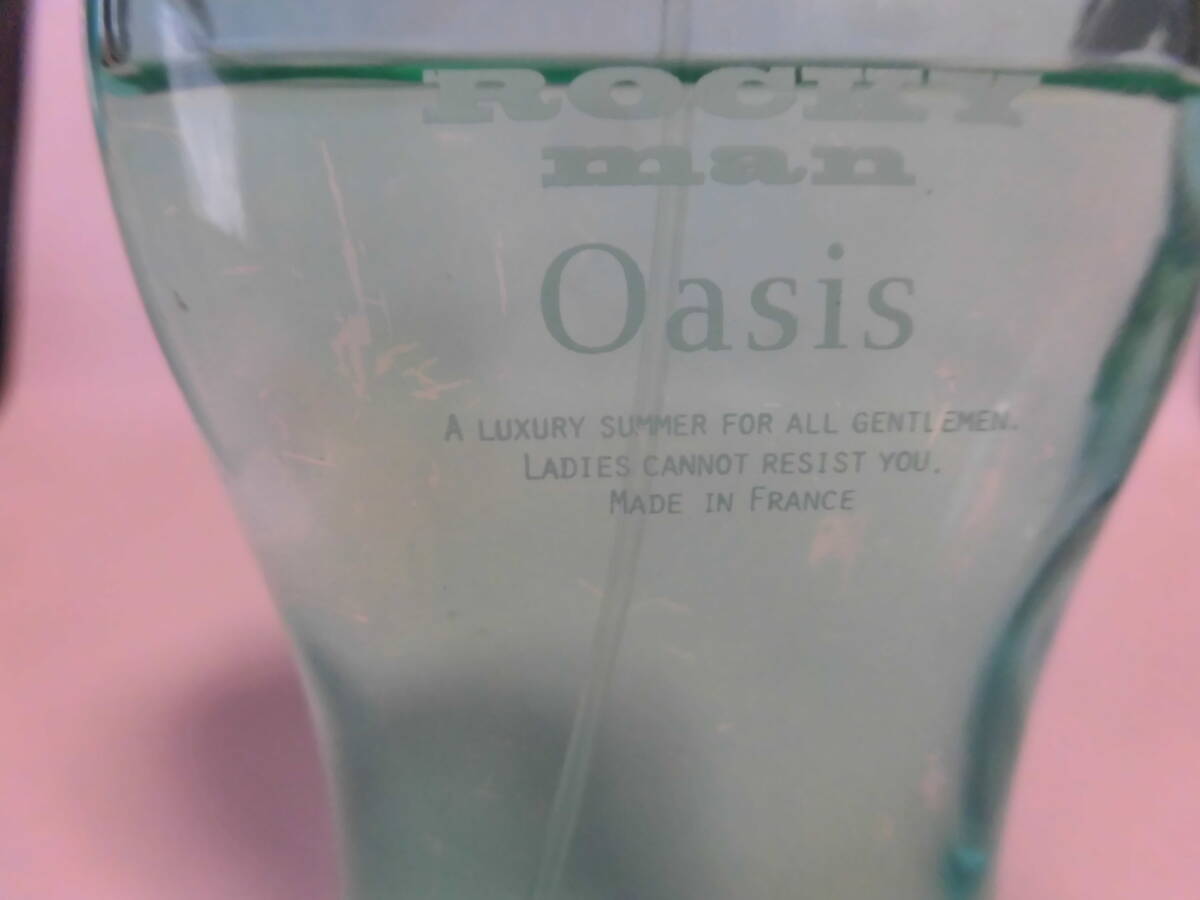 ROCKY
man
Oasis
A LUXURY SUMMER FOR ALL GENTLEMEN.
LADIES CANNOT RESIST YOU.
MADE IN FRANCE